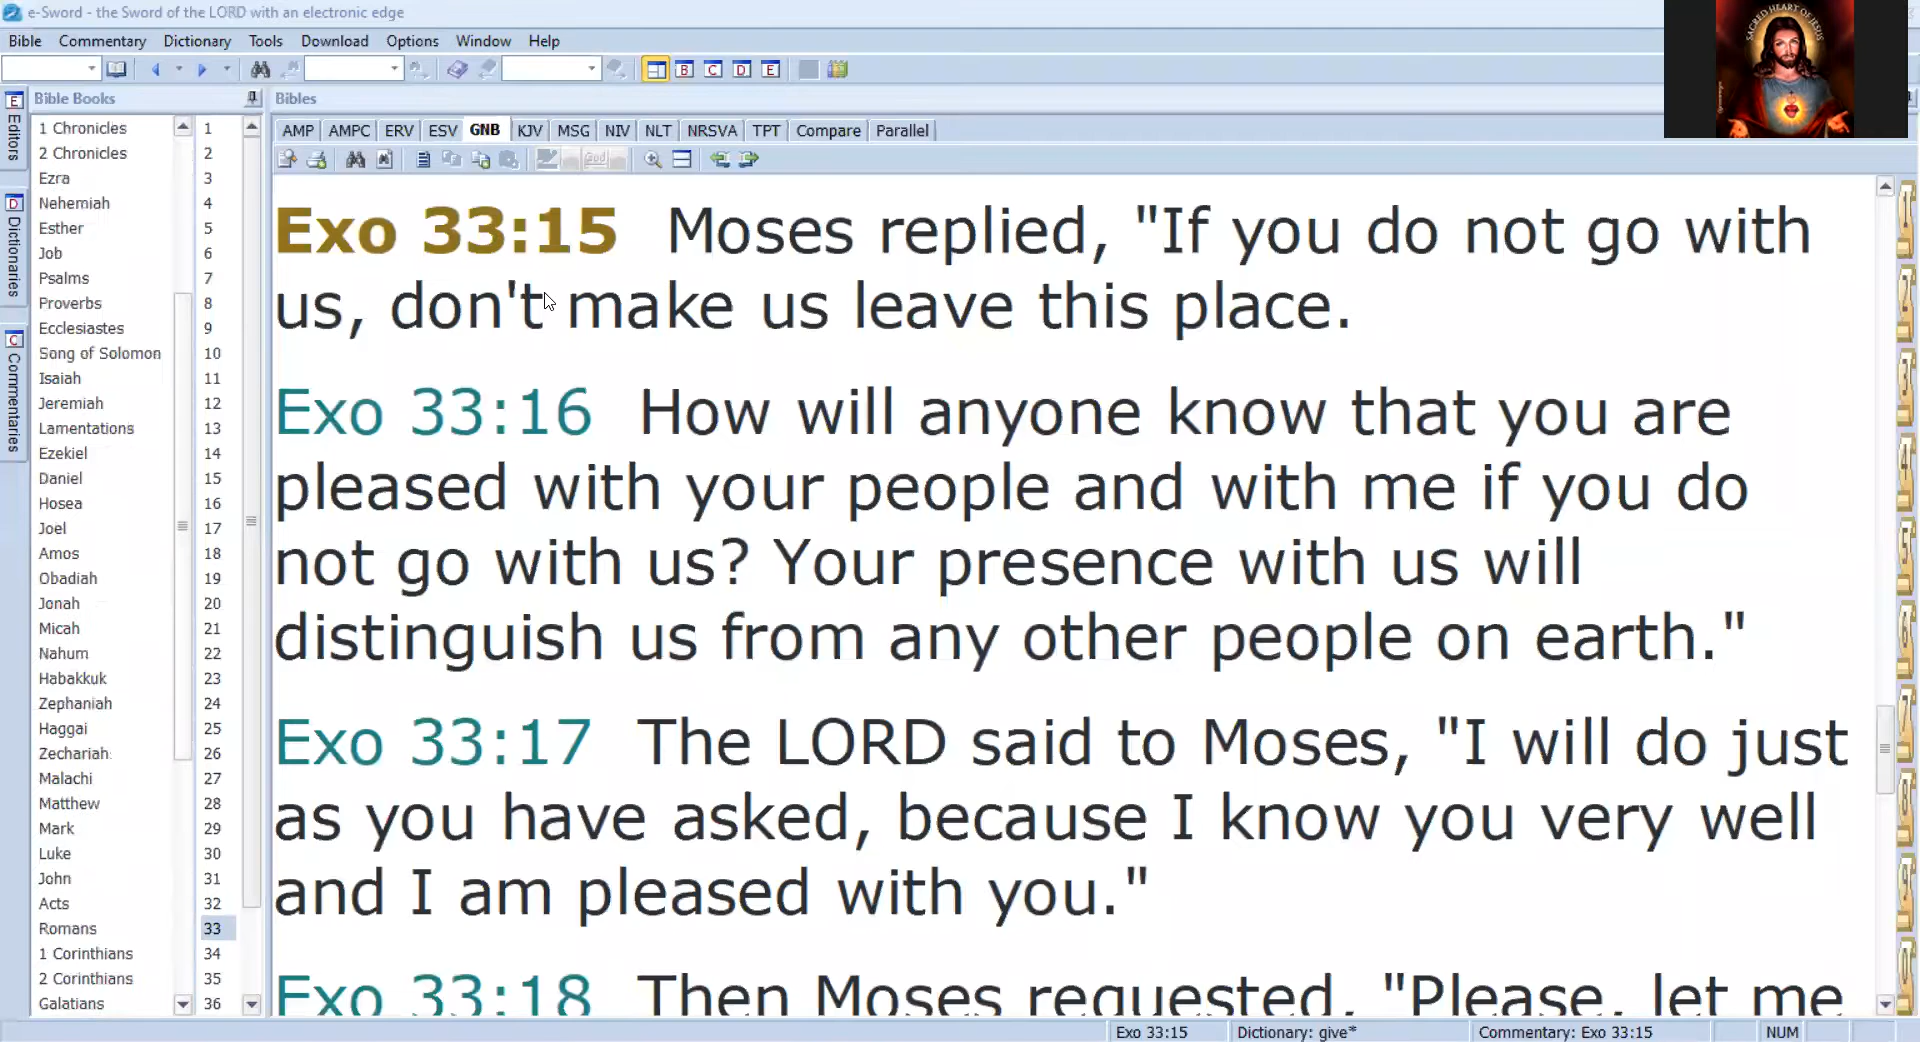 e-Sword - the Sword of the LORD with an electronic edge
Bible Commentary Dictionary Tools Download Options Window Help
B C D E
SACRED HEART OF JESUS
Bible Books
Bibles
AMP AMPC ERV ESV GNB KJV MSG NIV NLT NRSVA TPT Compare Parallel
E Editors
D Dictionaries
C Commentaries
1 Chronicles
2 Chronicles
Ezra
Nehemiah
Esther
Job
Psalms
Proverbs
Ecclesiastes
Song of Solomon
Isaiah
Jeremiah
Lamentations
Ezekiel
Daniel
Hosea
Joel
Amos
Obadiah
Jonah
Micah
Nahum
Habakkuk
Zephaniah
Haggai
Zechariah
Malachi
Matthew
Mark
Luke
John
Acts
Romans
1 Corinthians
2 Corinthians
Galatians
1
2
3
4
5
6
7
8
9
10
11
12
13
14
15
16
17
18
19
20
21
22
23
24
25
26
27
28
29
30
31
32
33
34
35
36
Exo 33:15 Moses replied, "If you do not go with
us, don't make us leave this place.
Exo 33:16 How will anyone know that you are
pleased with your people and with me if you do
not go with us? Your presence with us will
distinguish us from any other people on earth."
Exo 33:17 The LORD said to Moses, "I will do just
as you have asked, because I know you very well
and I am pleased with you."
Exo 33:18 Then Moses requested, "Please, let me
Exo 33:15 Dictionary: give* Commentary: Exo 33:15 NUM